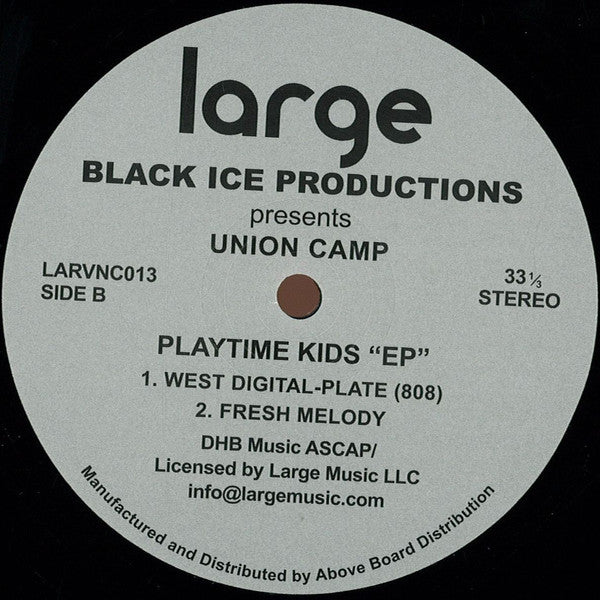 large
BLACK ICE PRODUCTIONS
presents
UNION CAMP
LARVNC013
SIDE B
33 ⅓
STEREO
PLAYTIME KIDS “EP”
1. WEST DIGITAL-PLATE (808)
2. FRESH MELODY
DHB Music ASCAP/
Licensed by Large Music LLC
info@largemusic.com
Manufactured and Distributed by Above Board Distribution